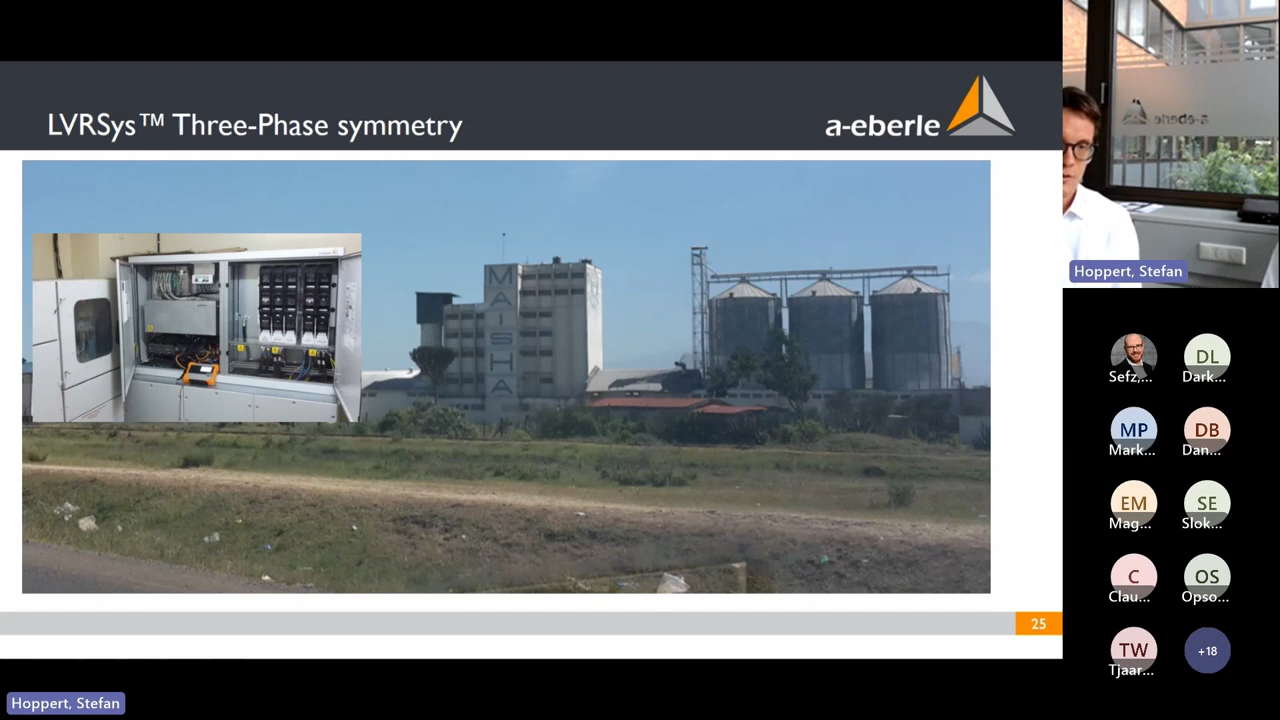 LVRSys™ Three-Phase symmetry
a-eberle
MAISHA
25
Hoppert, Stefan
a-eberle
Hoppert, Stefan
Sefz,...
DL
Dark...
MP
Mark...
DB
Dan...
EM
Mag...
SE
Slok...
C
Clau...
OS
Opso...
TW
Tjaar...
+18